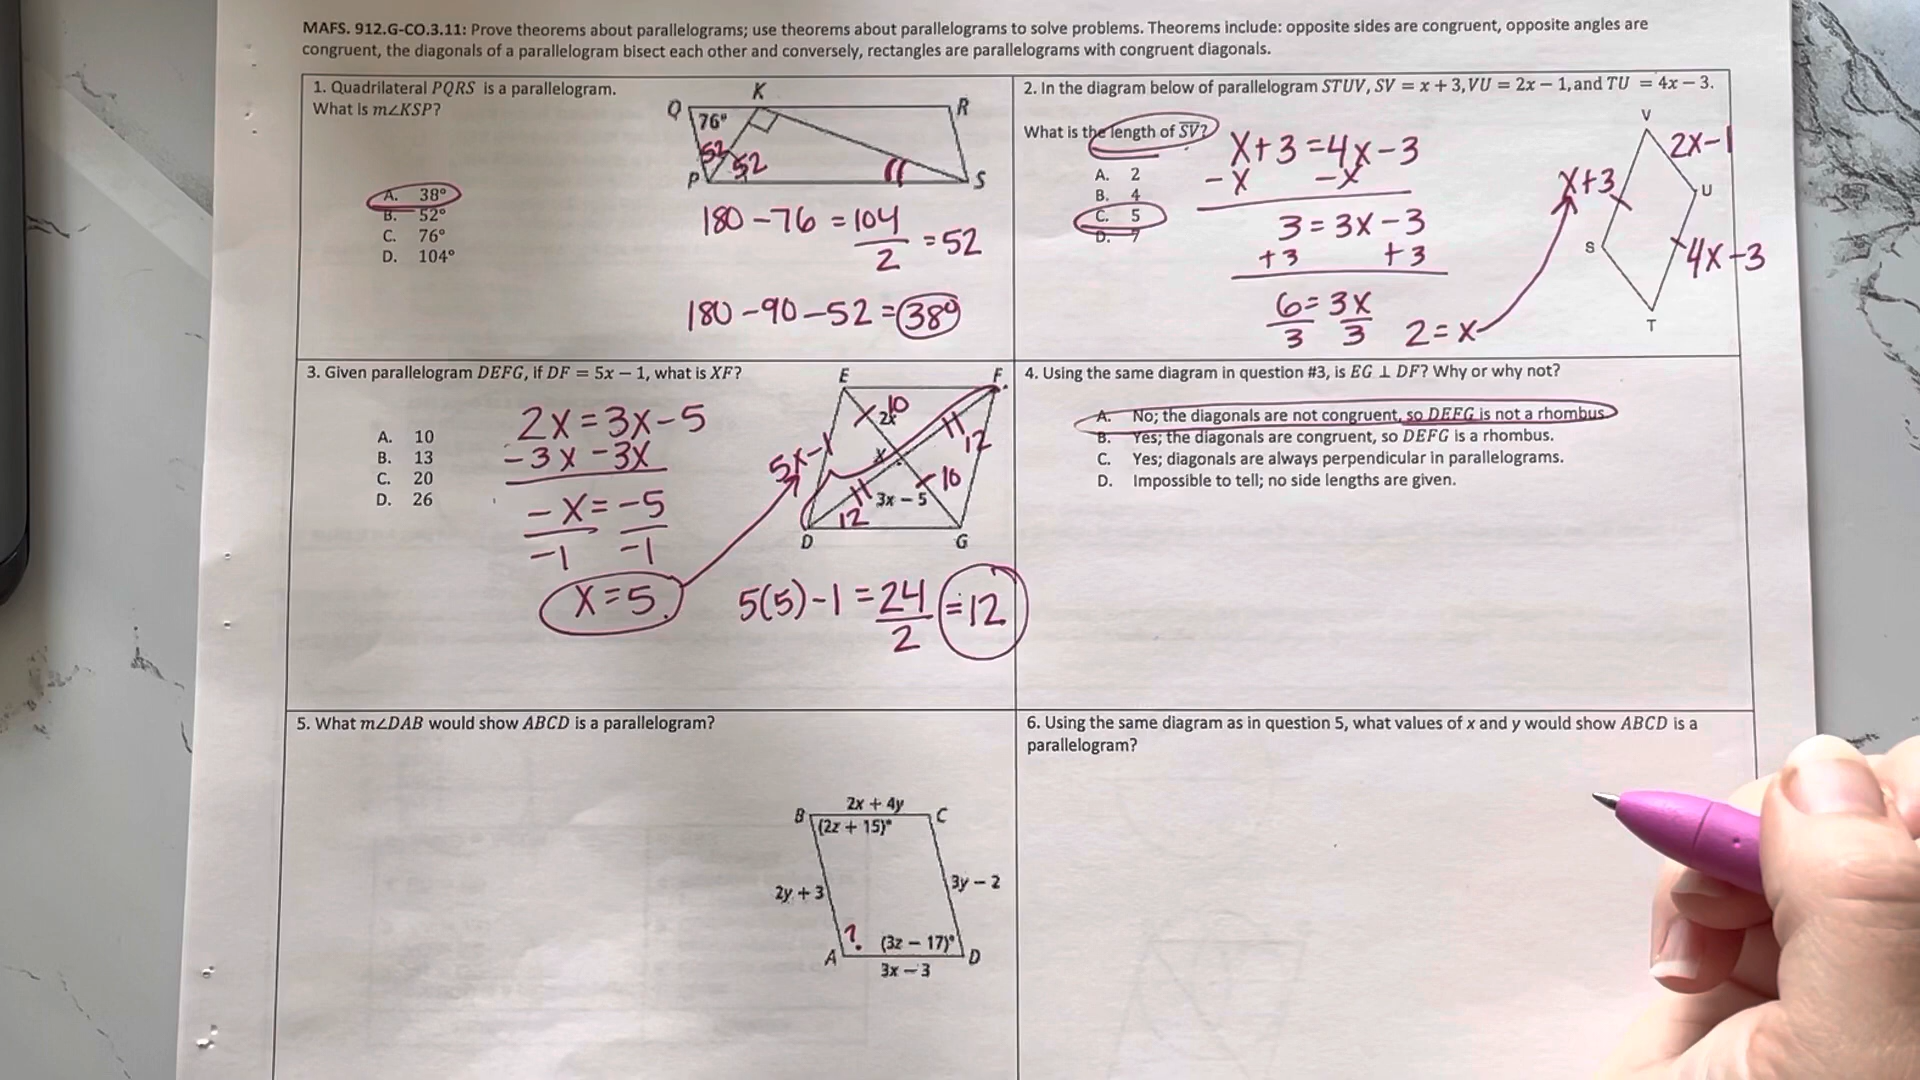 MAFS. 912.G-CO.3.11: Prove theorems about parallelograms; use theorems about parallelograms to solve problems. Theorems include: opposite sides are congruent, opposite angles are
congruent, the diagonals of a parallelogram bisect each other and conversely, rectangles are parallelograms with congruent diagonals.
1. Quadrilateral PQRS is a parallelogram.
What is m∠KSP?
A. 38°
B. 52°
C. 76°
D. 104°
Q K R
76°
52 52
P S
180 - 76 = 104
2
= 52
180 - 90 - 52 = 38°
2. In the diagram below of parallelogram STUV, SV = x + 3, VU = 2x − 1, and TU = 4x − 3.
What is the length of SV?
A. 2
B. 4
C. 5
D. 7
X+3 = 4X-3
-X -X
3 = 3X - 3
+3 +3
6 = 3X
3 3
2 = X
V
2X-1
X+3
U
S
4X-3
T
3. Given parallelogram DEFG, if DF = 5x − 1, what is XF?
A. 10
B. 13
C. 20
D. 26
2X = 3X - 5
-3X -3X
-X = -5
-1 -1
X = 5
E F
2x 10
12
5X-1
X
10
3x − 5
12
D G
5(5)-1 = 24
2
= 12
4. Using the same diagram in question #3, is EG ⊥ DF? Why or why not?
A. No; the diagonals are not congruent, so DEFG is not a rhombus
B. Yes; the diagonals are congruent, so DEFG is a rhombus.
C. Yes; diagonals are always perpendicular in parallelograms.
D. Impossible to tell; no side lengths are given.
5. What m∠DAB would show ABCD is a parallelogram?
2x + 4y
B C
(2z + 15)°
2y + 3
3y − 2
? (3z − 17)°
A D
3x − 3
6. Using the same diagram as in question 5, what values of x and y would show ABCD is a
parallelogram?